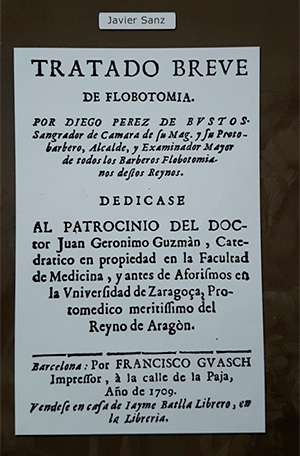 Javier Sanz
TRATADO BREVE
DE FLOBOTOMIA.
POR DIEGO PEREZ DE BVSTOS.
Sangrador de Camara de ſu Mag. y ſu Proto-
barbero, Alcalde, y Examinador Mayor
de todos los Barberos Flobotomia-
nos deſtos Reynos.
DEDICASE
AL PATROCINIO DEL DOC-
tor Juan Geronimo Guzmàn, Cate-
dratico en propiedad en la Facultad
de Medicina, y antes de Aforiſmos en
la Vniverſidad de Zaragoça, Pro-
tomedico meritiſſimo del
Reyno de Aragòn.
Barcelona: Por FRANCISCO GVASCH
Impreſſor, à la calle de la Paja,
Año de 1709.
Vendeſe en caſa de Iayme Batlla Librero, en
la Libreria.